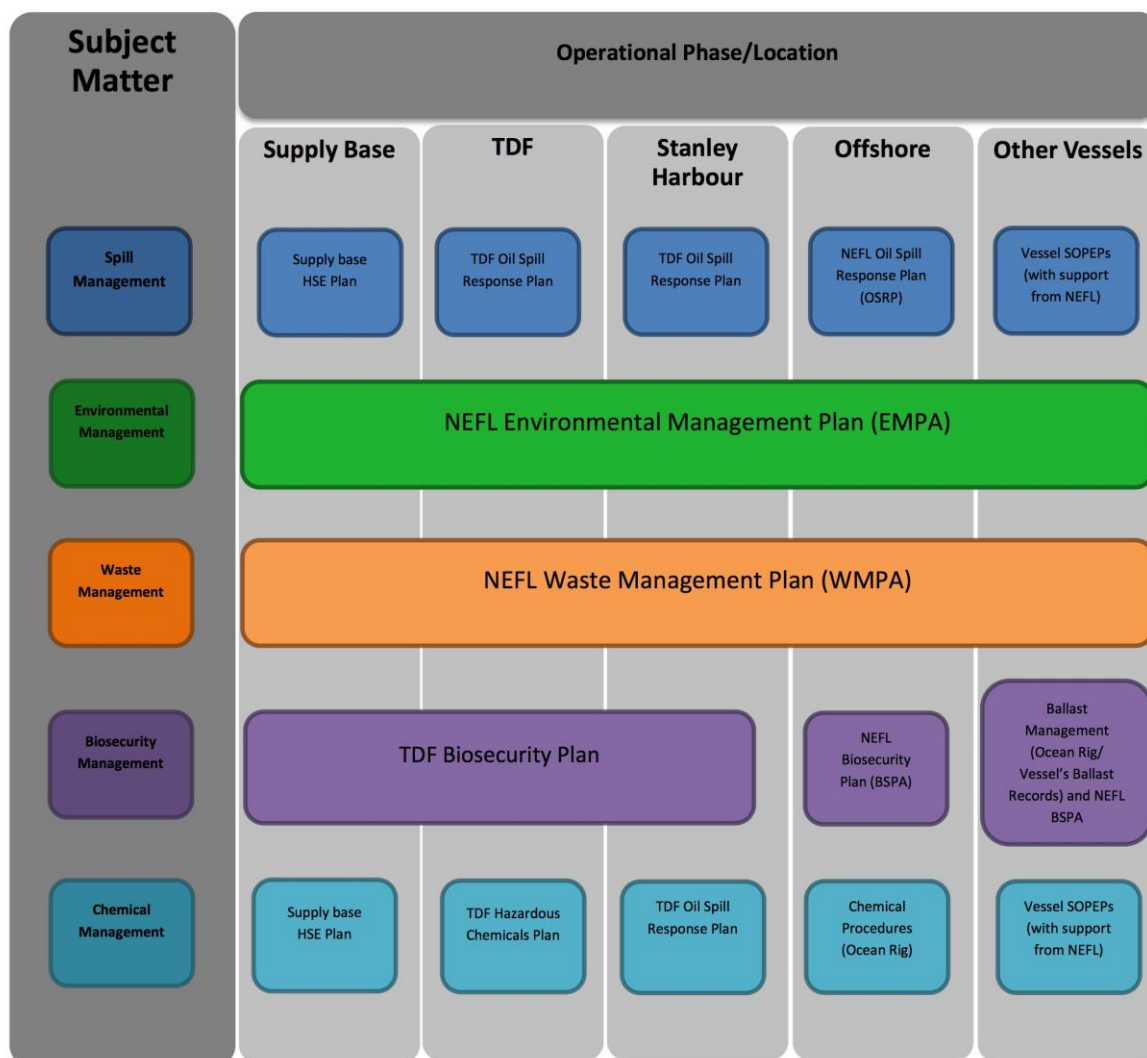 Subject
Matter
Operational Phase/Location
Supply Base
TDF
Stanley
Harbour
Offshore
Other Vessels
Spill
Management
Supply base
HSE Plan
TDF Oil Spill
Response Plan
TDF Oil Spill
Response Plan
NEFL Oil Spill
Response Plan
(OSRP)
Vessel SOPEPs
(with support
from NEFL)
Environmental
Management
NEFL Environmental Management Plan (EMPA)
Waste
Management
NEFL Waste Management Plan (WMPA)
Biosecurity
Management
TDF Biosecurity Plan
NEFL
Biosecurity
Plan (BSPA)
Ballast
Management
(Ocean Rig/
Vessel's Ballast
Records) and NEFL
BSPA
Chemical
Management
Supply base
HSE Plan
TDF Hazardous
Chemicals Plan
TDF Oil Spill
Response Plan
Chemical
Procedures
(Ocean Rig)
Vessel SOPEPs
(with support
from NEFL)